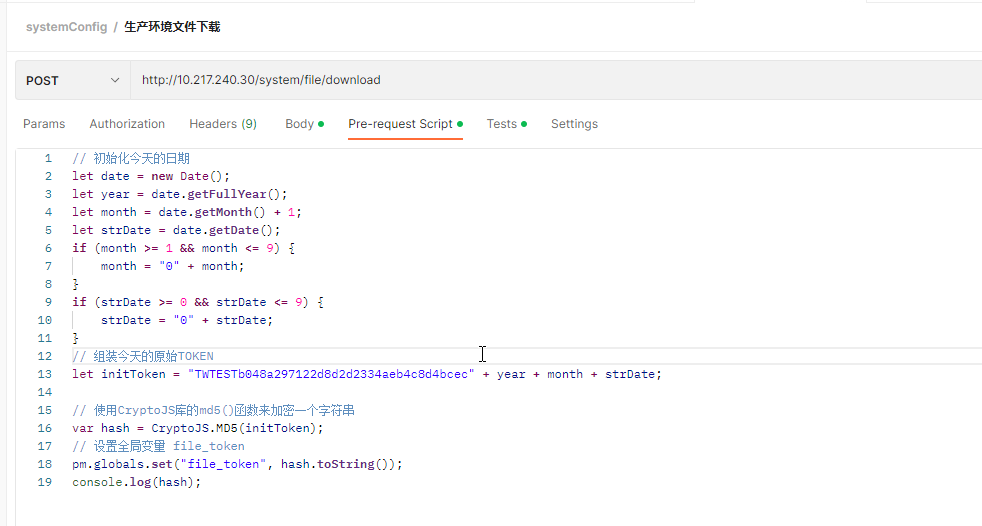 systemConfig / 生产环境文件下载
POST http://10.217.240.30/system/file/download
Params Authorization Headers (9) Body Pre-request Script Tests Settings
1 // 初始化今天的日期
2 let date = new Date();
3 let year = date.getFullYear();
4 let month = date.getMonth() + 1;
5 let strDate = date.getDate();
6 if (month >= 1 && month <= 9) {
7 month = "0" + month;
8 }
9 if (strDate >= 0 && strDate <= 9) {
10 strDate = "0" + strDate;
11 }
12 // 组装今天的原始TOKEN
13 let initToken = "TWTESTb048a297122d8d2d2334aeb4c8d4bcec" + year + month + strDate;
14
15 // 使用CryptoJS库的md5()函数来加密一个字符串
16 var hash = CryptoJS.MD5(initToken);
17 // 设置全局变量 file_token
18 pm.globals.set("file_token", hash.toString());
19 console.log(hash);